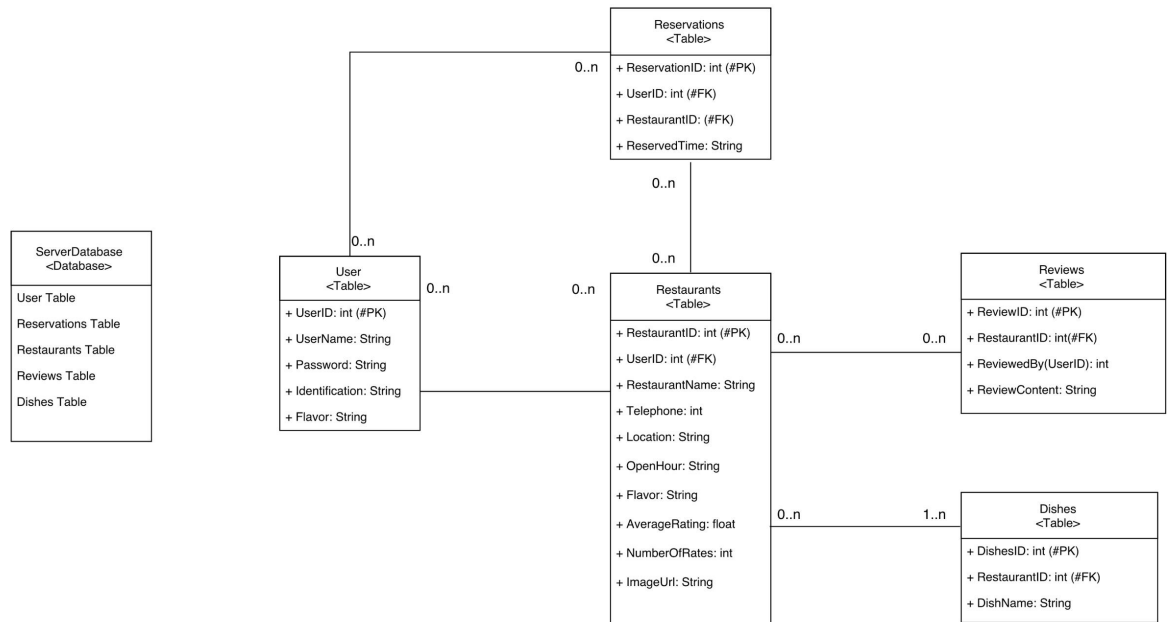 Reservations
<Table>
+ ReservationID: int (#PK)
+ UserID: int (#FK)
+ RestaurantID: (#FK)
+ ReservedTime: String
0..n
0..n
0..n
0..n
ServerDatabase
<Database>
User Table
Reservations Table
Restaurants Table
Reviews Table
Dishes Table
User
<Table>
+ UserID: int (#PK)
+ UserName: String
+ Password: String
+ Identification: String
+ Flavor: String
0..n
0..n
Restaurants
<Table>
+ RestaurantID: int (#PK)
+ UserID: int (#FK)
+ RestaurantName: String
+ Telephone: int
+ Location: String
+ OpenHour: String
+ Flavor: String
+ AverageRating: float
+ NumberOfRates: int
+ ImageUrl: String
0..n
0..n
Reviews
<Table>
+ ReviewID: int (#PK)
+ RestaurantID: int(#FK)
+ ReviewedBy(UserID): int
+ ReviewContent: String
0..n
1..n
Dishes
<Table>
+ DishesID: int (#PK)
+ RestaurantID: int (#FK)
+ DishName: String